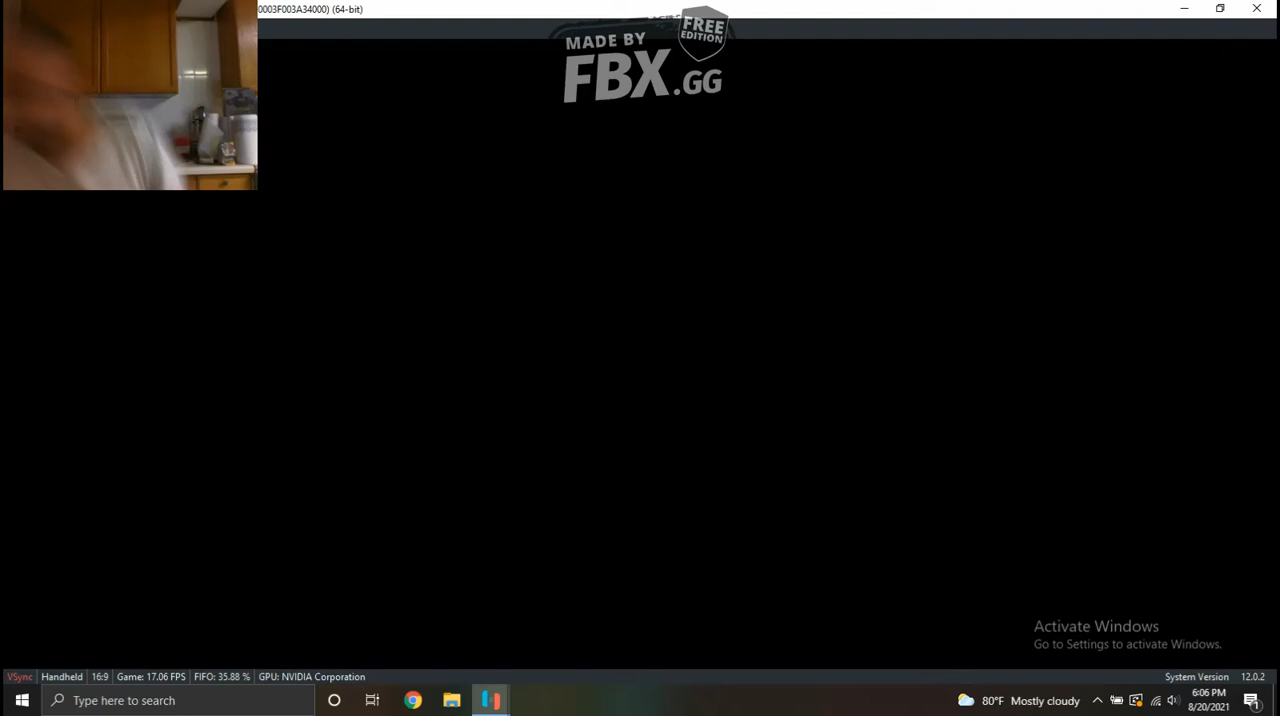 0003F003A34000) (64-bit)
MADE BY
FBX.GG
FREE
EDITION
Activate Windows
Go to Settings to activate Windows.
VSync Handheld 16:9 Game: 17.06 FPS FIFO: 35.88 % GPU: NVIDIA Corporation System Version 12.0.2
Type here to search
80°F Mostly cloudy
6:06 PM
8/20/2021
1